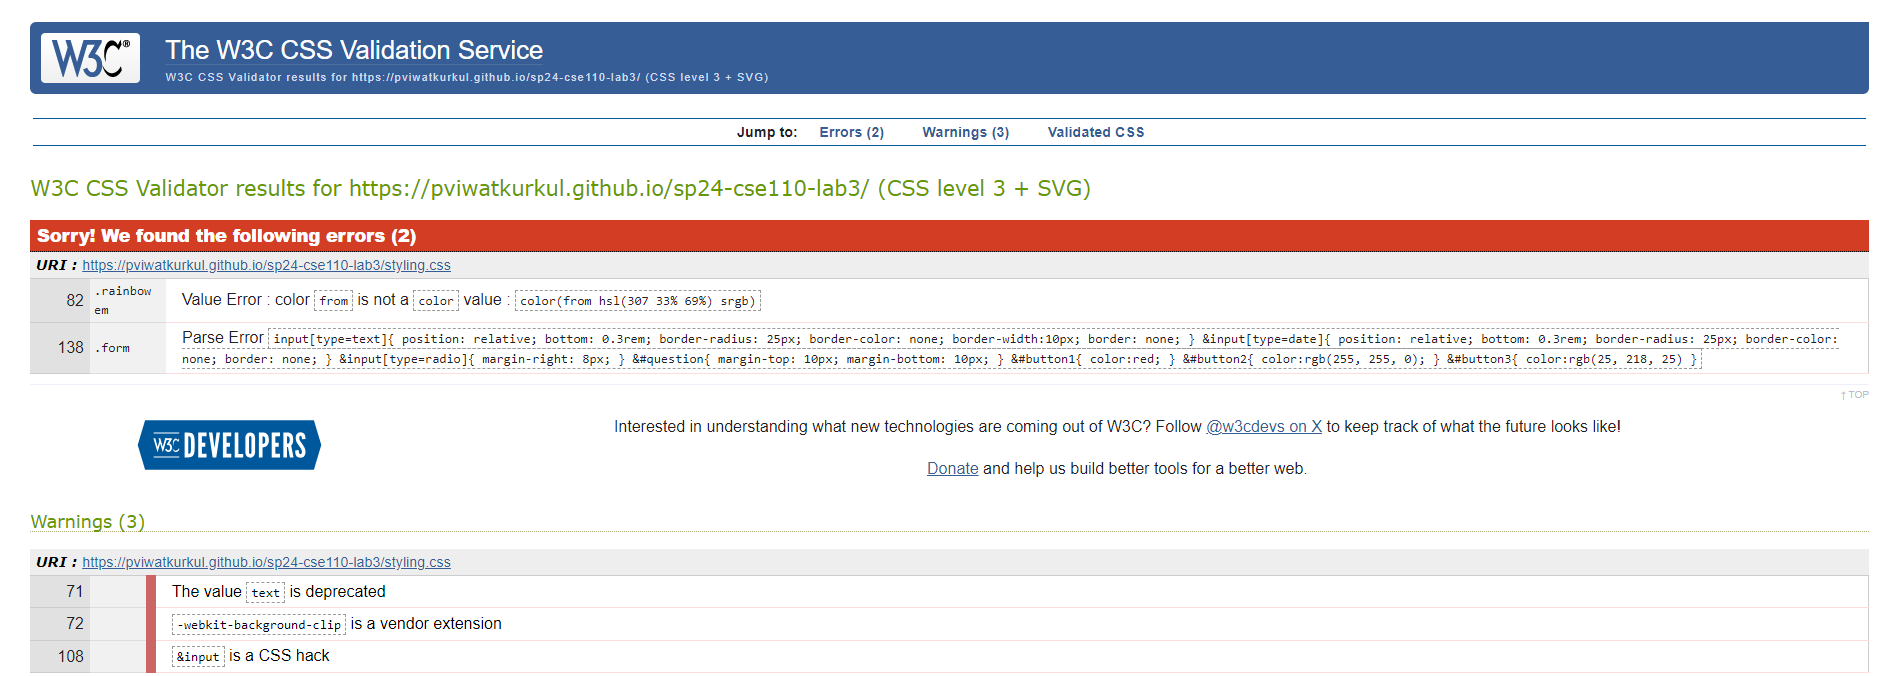 W3C®
The W3C CSS Validation Service
W3C CSS Validator results for https://pviwatkurkul.github.io/sp24-cse110-lab3/ (CSS level 3 + SVG)
Jump to: Errors (2) Warnings (3) Validated CSS
W3C CSS Validator results for https://pviwatkurkul.github.io/sp24-cse110-lab3/ (CSS level 3 + SVG)
Sorry! We found the following errors (2)
URI : https://pviwatkurkul.github.io/sp24-cse110-lab3/styling.css
82 .rainbow em Value Error : color from is not a color value : color(from hsl(307 33% 69%) srgb)
138 .form Parse Error input[type=text]{ position: relative; bottom: 0.3rem; border-radius: 25px; border-color: none; border-width:10px; border: none; } &input[type=date]{ position: relative; bottom: 0.3rem; border-radius: 25px; border-color:
none; border: none; } &input[type=radio]{ margin-right: 8px; } &#question{ margin-top: 10px; margin-bottom: 10px; } &#button1{ color:red; } &#button2{ color:rgb(255, 255, 0); } &#button3{ color:rgb(25, 218, 25) }
↑ TOP
W3C DEVELOPERS
Interested in understanding what new technologies are coming out of W3C? Follow @w3cdevs on X to keep track of what the future looks like!
Donate and help us build better tools for a better web.
Warnings (3)
URI : https://pviwatkurkul.github.io/sp24-cse110-lab3/styling.css
71 The value text is deprecated
72 -webkit-background-clip is a vendor extension
108 &input is a CSS hack